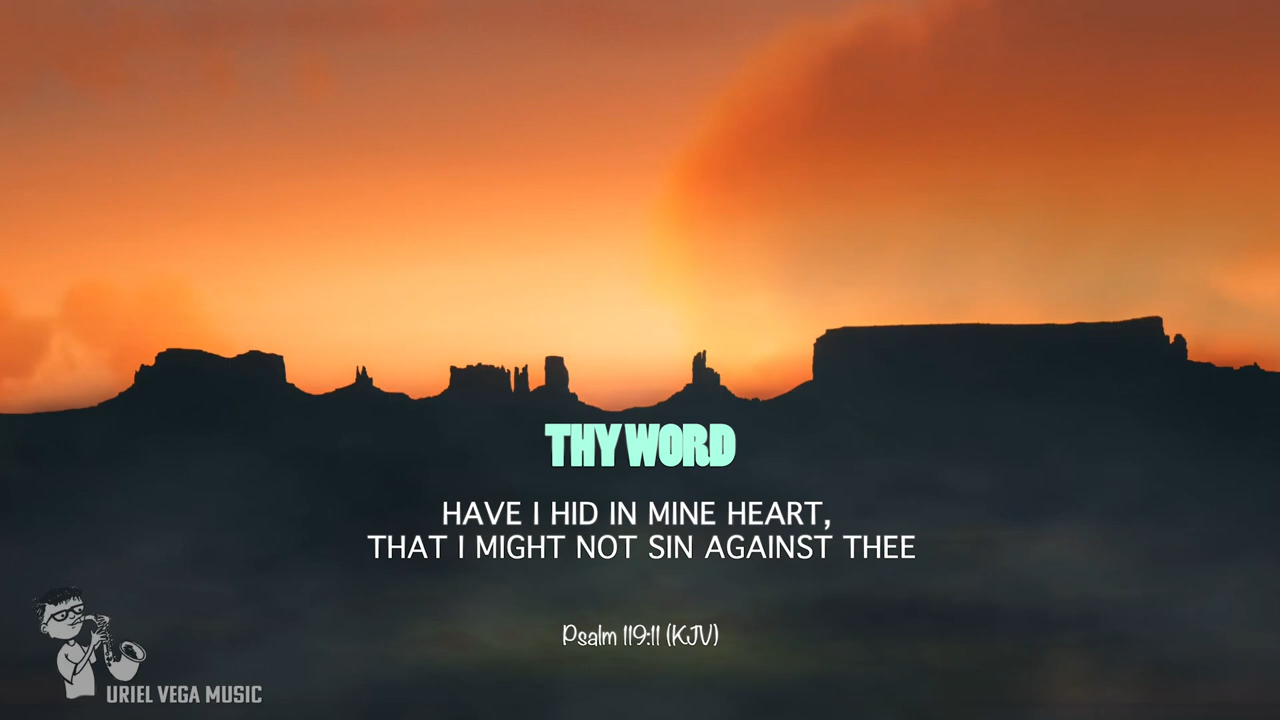 THY WORD
HAVE I HID IN MINE HEART,
THAT I MIGHT NOT SIN AGAINST THEE
Psalm 119:11 (KJV)
URIEL VEGA MUSIC